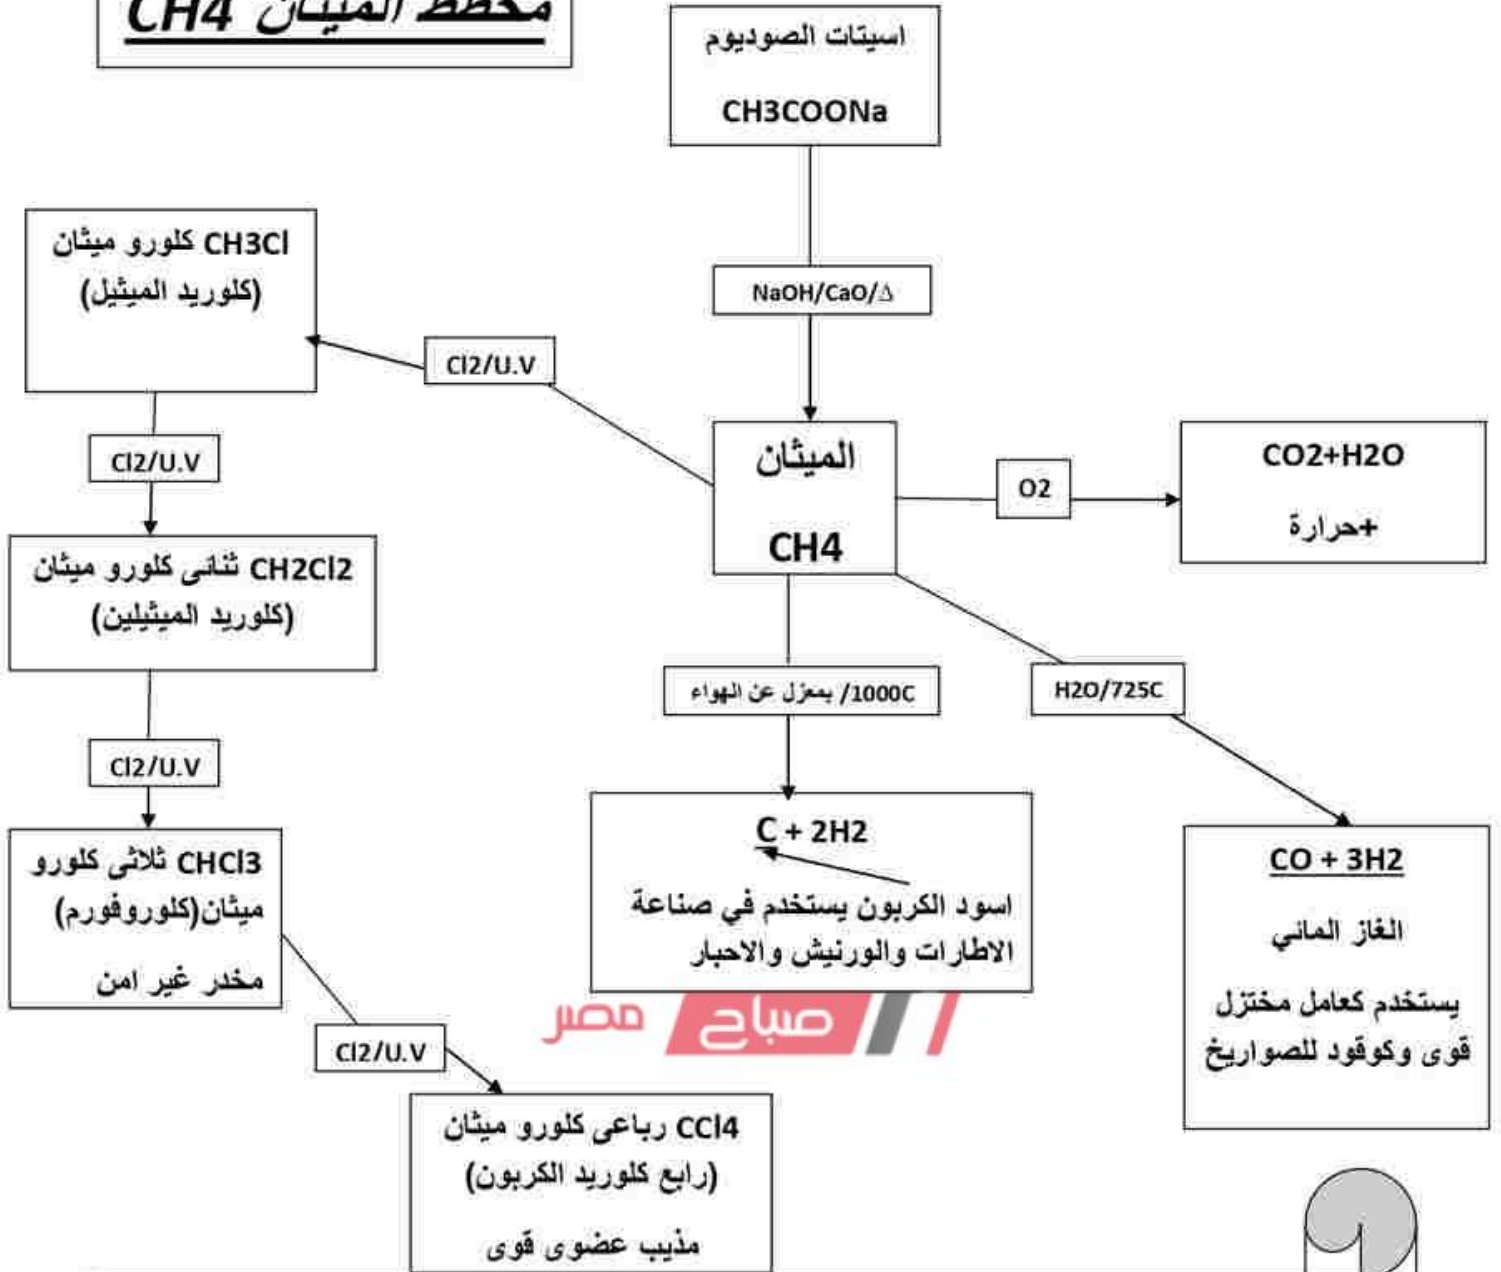 مخطط الميثان CH4
اسيتات الصوديوم
CH3COONa
NaOH/CaO/∆
CH3Cl كلورو ميثان
(كلوريد الميثيل)
Cl2/U.V
Cl2/U.V
الميثان
CH4
O2
CO2+H2O
+حرارة
CH2Cl2 ثنائى كلورو ميثان
(كلوريد الميثيلين)
1000C/ بمعزل عن الهواء
H2O/725C
Cl2/U.V
C + 2H2
اسود الكربون يستخدم في صناعة
الاطارات والورنيش والاحبار
CO + 3H2
الغاز المائي
يستخدم كعامل مختزل
قوى وكوقود للصواريخ
CHCl3 ثلاثى كلورو
ميثان(كلوروفورم)
مخدر غير امن
صباح مصر
Cl2/U.V
CCl4 رباعى كلورو ميثان
(رابع كلوريد الكربون)
مذيب عضوى قوى